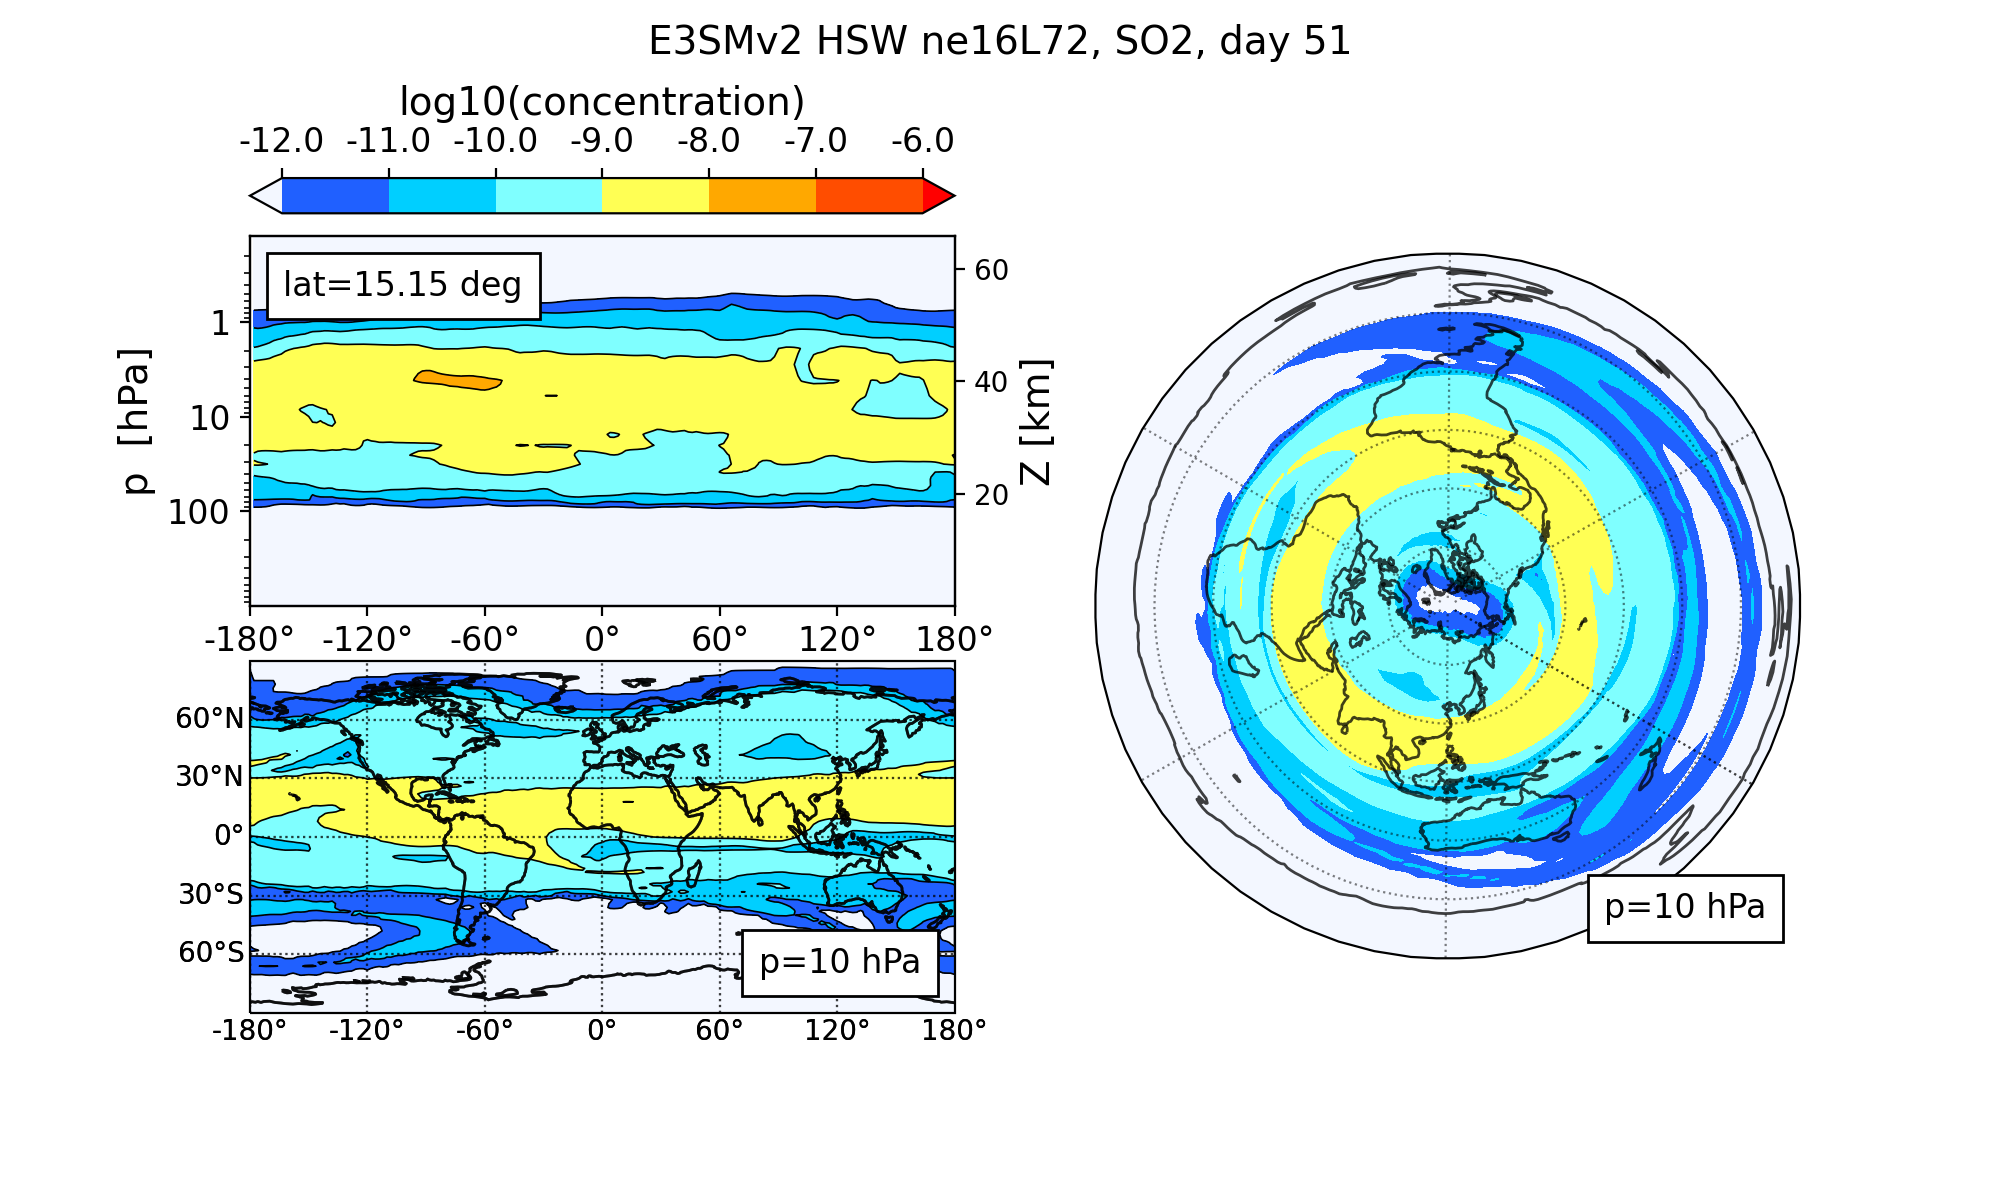 E3SMv2 HSW ne16L72, SO2, day 51
log10(concentration)
-12.0 -11.0 -10.0 -9.0 -8.0 -7.0 -6.0
lat=15.15 deg
1
10
100
p [hPa]
60
40
20
Z [km]
-180° -120° -60° 0° 60° 120° 180°
60°N
30°N
0°
30°S
60°S
p=10 hPa
-180° -120° -60° 0° 60° 120° 180°
p=10 hPa